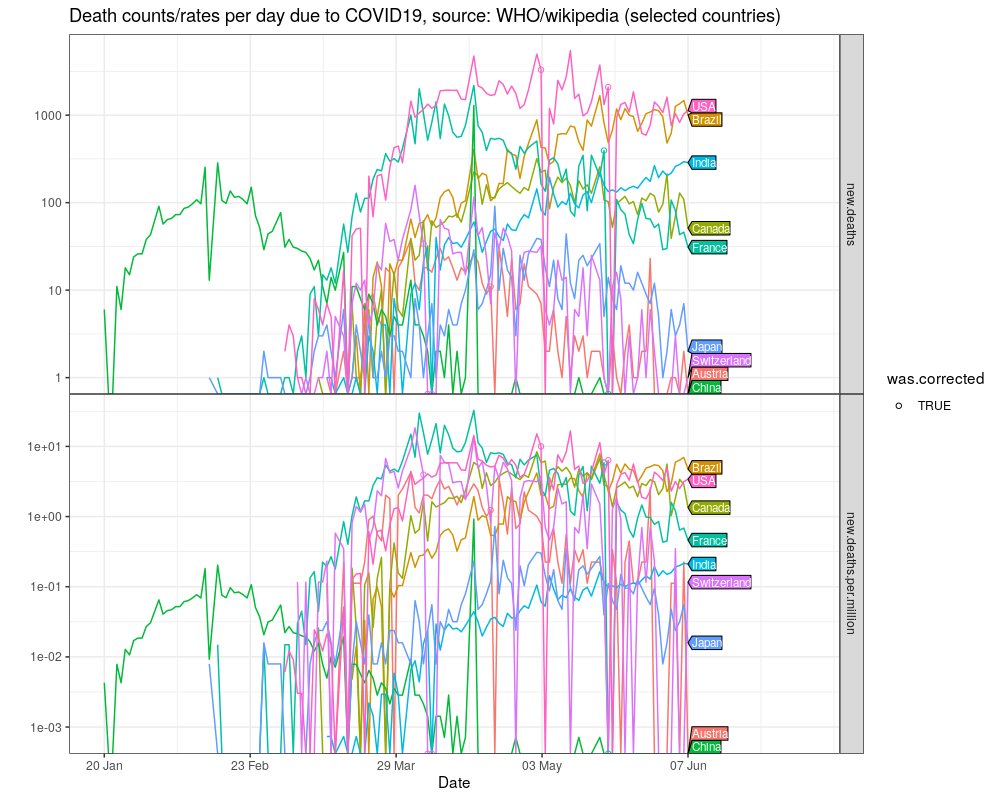 Death counts/rates per day due to COVID19, source: WHO/wikipedia (selected countries)
1000
100
10
1
USA
Brazil
India
Canada
France
Japan
Switzerland
Austria
China
new.deaths
was.corrected
TRUE
1e+01
1e+00
1e-01
1e-02
1e-03
Brazil
USA
Canada
France
India
Switzerland
Japan
Austria
China
new.deaths.per.million
20 Jan
23 Feb
29 Mar
03 May
07 Jun
Date